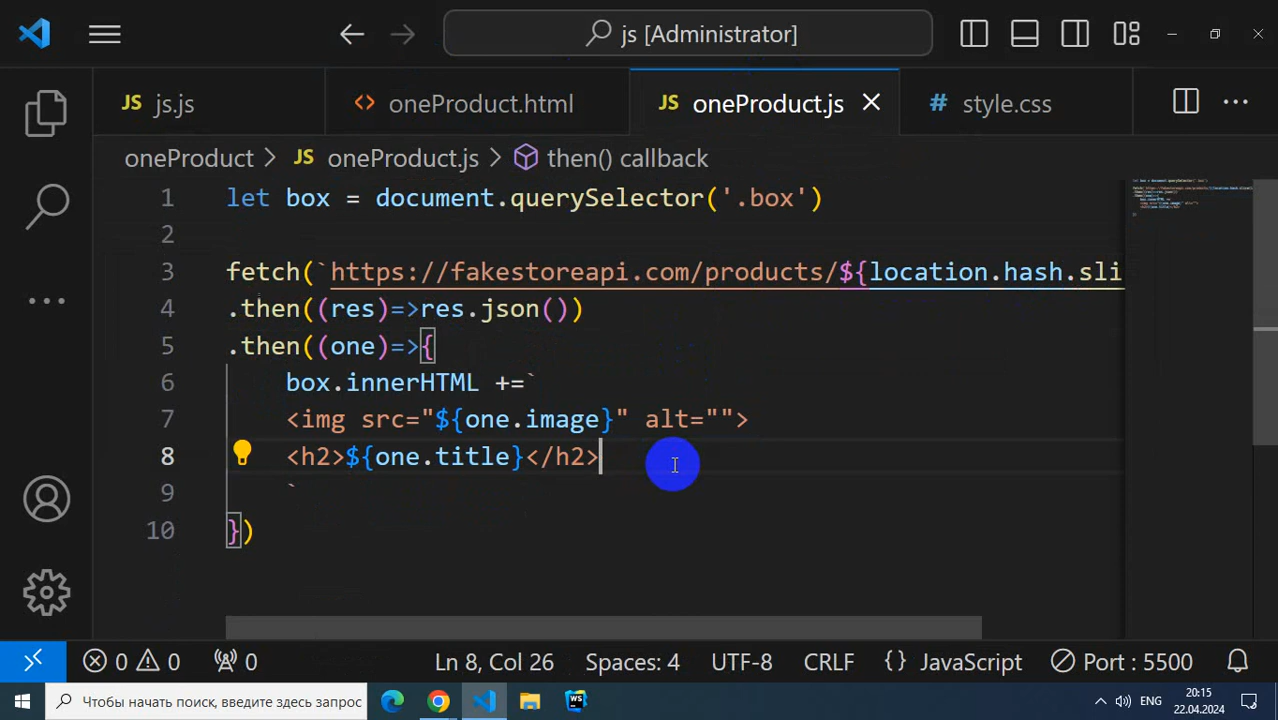 js [Administrator]
JS js.js
<> oneProduct.html
JS oneProduct.js
# style.css
oneProduct > JS oneProduct.js > then() callback
1 let box = document.querySelector('.box')
2
3 fetch(`https://fakestoreapi.com/products/${location.hash.sli
4 .then((res)=>res.json())
5 .then((one)=>{
6 box.innerHTML +=`
7 <img src="${one.image}" alt="">
8 <h2>${one.title}</h2>
9 `
10 })
0 0 0 Ln 8, Col 26 Spaces: 4 UTF-8 CRLF {} JavaScript Port : 5500
Чтобы начать поиск, введите здесь запрос
WS
ENG
20:15
22.04.2024